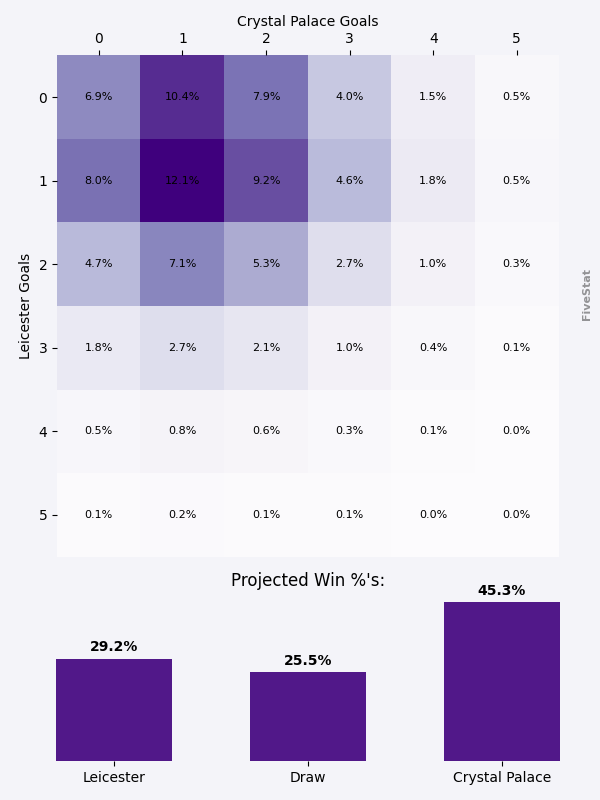 Crystal Palace Goals
0 1 2 3 4 5
0 6.9% 10.4% 7.9% 4.0% 1.5% 0.5%
1 8.0% 12.1% 9.2% 4.6% 1.8% 0.5%
2 4.7% 7.1% 5.3% 2.7% 1.0% 0.3%
3 1.8% 2.7% 2.1% 1.0% 0.4% 0.1%
4 0.5% 0.8% 0.6% 0.3% 0.1% 0.0%
5 0.1% 0.2% 0.1% 0.1% 0.0% 0.0%
Leicester Goals
FiveStat
Projected Win %'s:
29.2% 25.5% 45.3%
Leicester Draw Crystal Palace